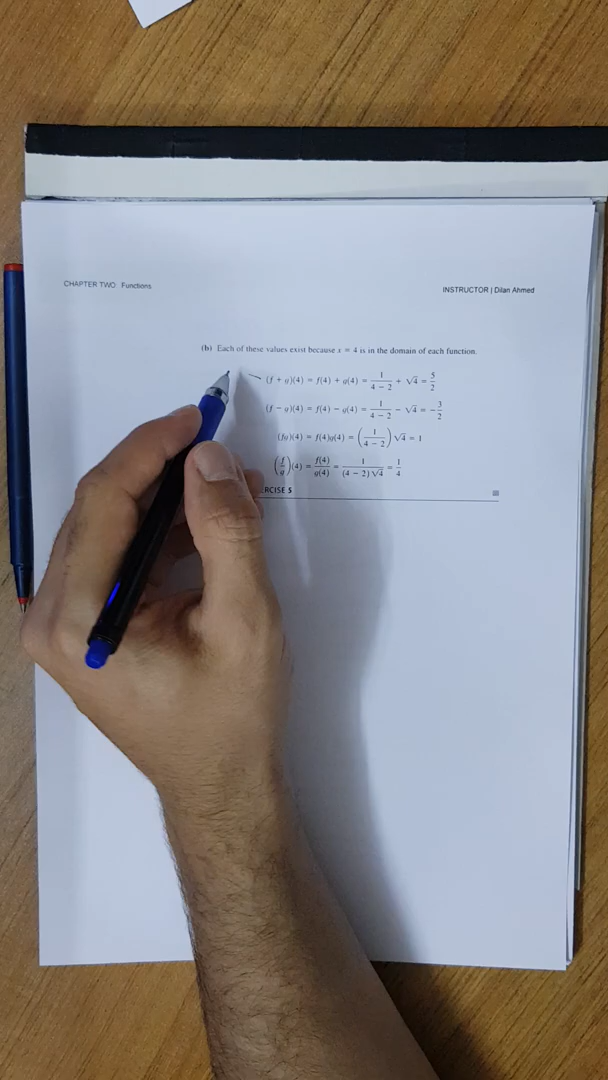 CHAPTER TWO Functions
INSTRUCTOR | Dilan Ahmed
(b) Each of these values exist because x = 4 is in the domain of each function.
(f + g)(4) = f(4) + g(4) = 1/(4 − 2) + √4 = 5/2
(f − g)(4) = f(4) − g(4) = 1/(4 − 2) − √4 = −3/2
(fg)(4) = f(4)g(4) = (1/(4 − 2))√4 = 1
(f/g)(4) = f(4)/g(4) = 1/((4 − 2)√4) = 1/4
RCISE 5